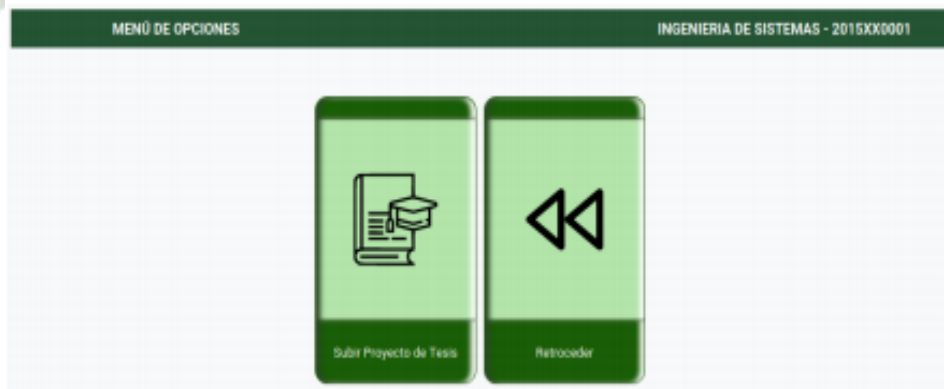 MENÚ DE OPCIONES
INGENIERIA DE SISTEMAS - 2015XX0001
Subir Proyecto de Tesis
Retroceder